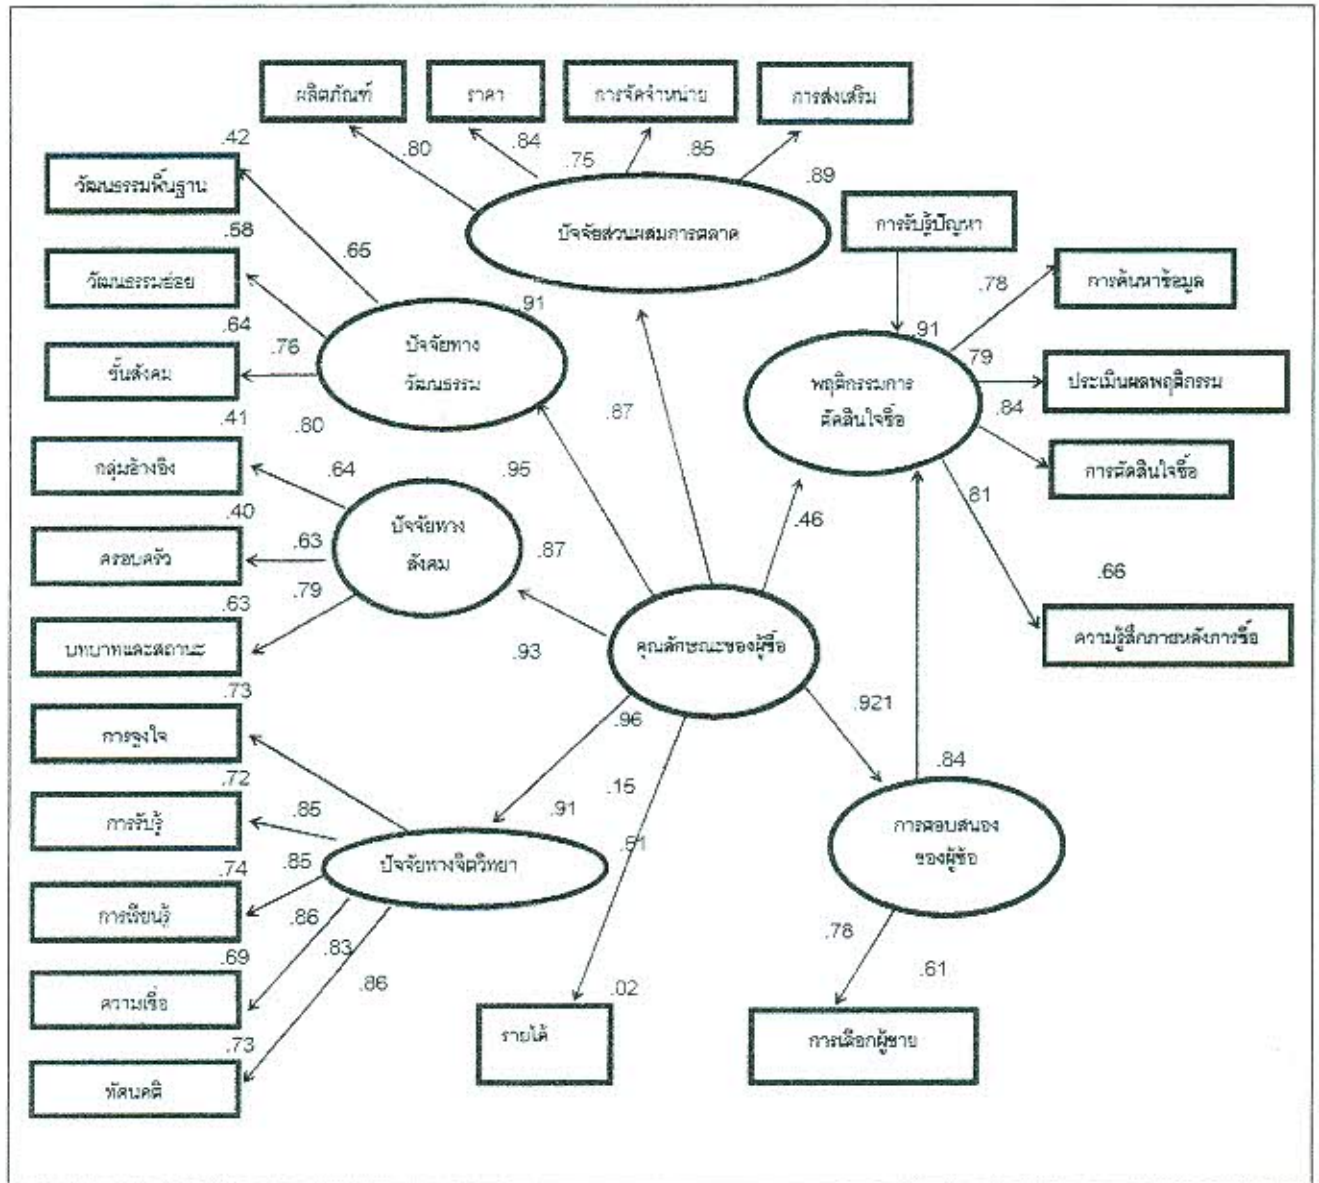 ผลิตภัณฑ์
ราคา
การจัดจำหน่าย
การส่งเสริม
.42
.80
.84
.75
.85
.89
วัฒนธรรมพื้นฐาน
ปัจจัยส่วนผสมการตลาด
การรับรู้ปัญหา
.58
.65
วัฒนธรรมย่อย
.78
การค้นหาข้อมูล
.64
.76
.91
.91
ชั้นสังคม
ปัจจัยทาง
วัฒนธรรม
พฤติกรรมการ
ตัดสินใจซื้อ
.79
ประเมินผลพฤติกรรม
.41
.80
.87
.84
กลุ่มอ้างอิง
.64
.95
.46
.81
การตัดสินใจซื้อ
.40
ปัจจัยทาง
สังคม
ครอบครัว
.63
.87
.66
.63
.79
บทบาทและสถานะ
.93
คุณลักษณะของผู้ซื้อ
ความรู้สึกภายหลังการซื้อ
.73
การจูงใจ
.96
.921
.72
.85
.91
.15
.84
การรับรู้
.51
การตอบสนอง
ของผู้ซื้อ
.74
.85
ปัจจัยทางจิตวิทยา
การเรียนรู้
.86
.69
.83
.86
.78
.61
ความเชื่อ
.02
รายได้
การเลือกผู้ขาย
.73
ทัศนคติ